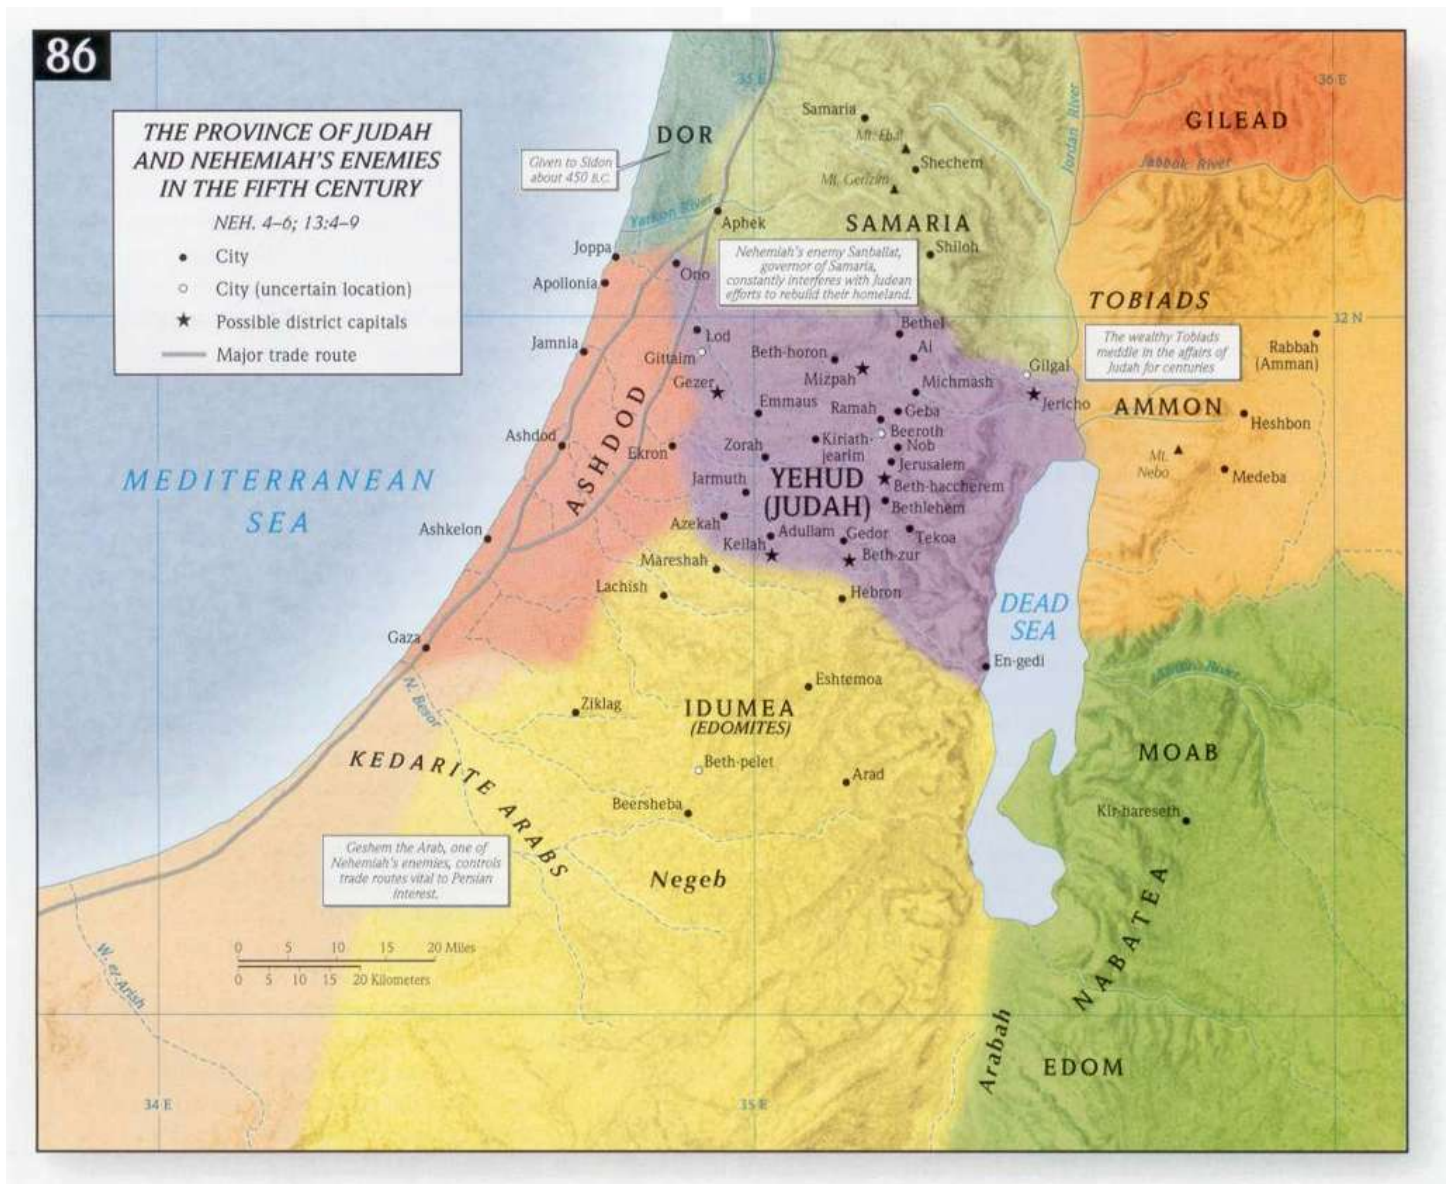 86
THE PROVINCE OF JUDAH
AND NEHEMIAH'S ENEMIES
IN THE FIFTH CENTURY
NEH. 4–6; 13:4–9
City
City (uncertain location)
Possible district capitals
Major trade route
35 E
36 E
DOR
Given to Sidon
about 450 B.C.
Samaria
Mt. Ebal
Shechem
Mt. Gerizim
SAMARIA
Shiloh
Jordan River
GILEAD
Jabbok River
Yarkon River
Aphek
Joppa
Ono
Apollonia
Nehemiah's enemy Sanballat,
governor of Samaria,
constantly interferes with Judean
efforts to rebuild their homeland.
TOBIADS
The wealthy Tobiads
meddle in the affairs of
Judah for centuries
32 N
Rabbah
(Amman)
Jamnia
Lod
Gittaim
Gezer
Beth-horon
Mizpah
Bethel
Ai
Michmash
Gilgal
Jericho
AMMON
Heshbon
Mt.
Nebo
Medeba
Emmaus
Ramah
Geba
Beeroth
Nob
Kiriath-
jearim
Jerusalem
Zorah
Ashdod
ASHDOD
Ekron
Jarmuth
YEHUD
(JUDAH)
Beth-haccherem
Bethlehem
MEDITERRANEAN
SEA
Ashkelon
Azekah
Adullam
Gedor
Tekoa
Keilah
Beth-zur
Mareshah
Lachish
Hebron
DEAD
SEA
En-gedi
Gaza
N. Besor
Ziklag
Eshtemoa
IDUMEA
(EDOMITES)
Beth-pelet
Arad
Beersheba
KEDARITE ARABS
Geshem the Arab, one of
Nehemiah's enemies, controls
trade routes vital to Persian
interest.
Negeb
River
MOAB
Kir-hareseth
NABATEA
Arabah
EDOM
W. er-Arish
0 5 10 15 20 Miles
0 5 10 15 20 Kilometers
34 E
35 E